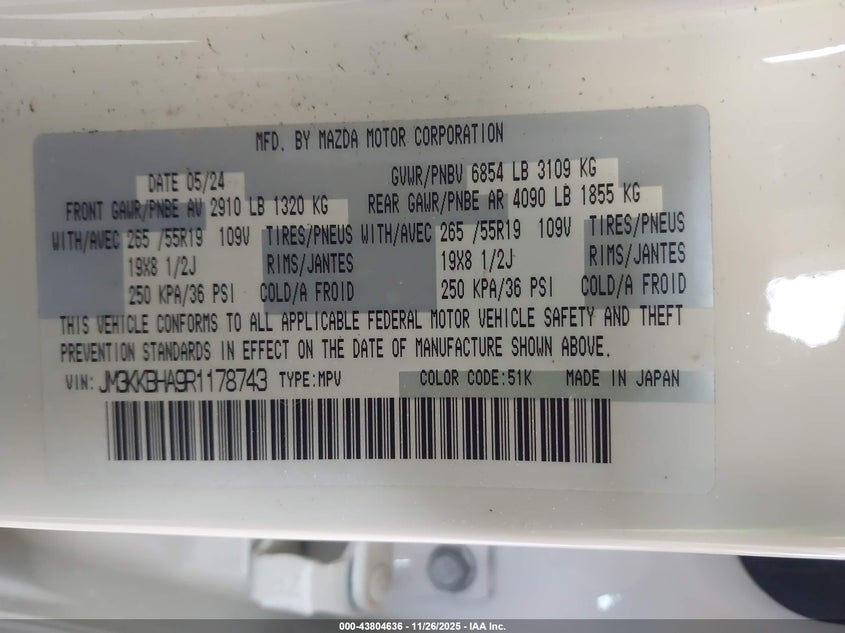 MFD. BY MAZDA MOTOR CORPORATION
DATE 05/24 GVWR/PNBV 6854 LB 3109 KG
FRONT GAWR/PNBE AV 2910 LB 1320 KG REAR GAWR/PNBE AR 4090 LB 1855 KG
WITH/AVEC 265 /55R19 109V TIRES/PNEUS WITH/AVEC 265 /55R19 109V TIRES/PNEUS
19X8 1/2J RIMS/JANTES 19X8 1/2J RIMS/JANTES
250 KPA/36 PSI COLD/A FROID 250 KPA/36 PSI COLD/A FROID
THIS VEHICLE CONFORMS TO ALL APPLICABLE FEDERAL MOTOR VEHICLE SAFETY AND THEFT
PREVENTION STANDARDS IN EFFECT ON THE DATE OF MANUFACTURE SHOWN ABOVE.
VIN: JM3KKBHA9R1178743 TYPE:MPV COLOR CODE:51K MADE IN JAPAN
000-43804636 - 11/26/2025 - IAA Inc.